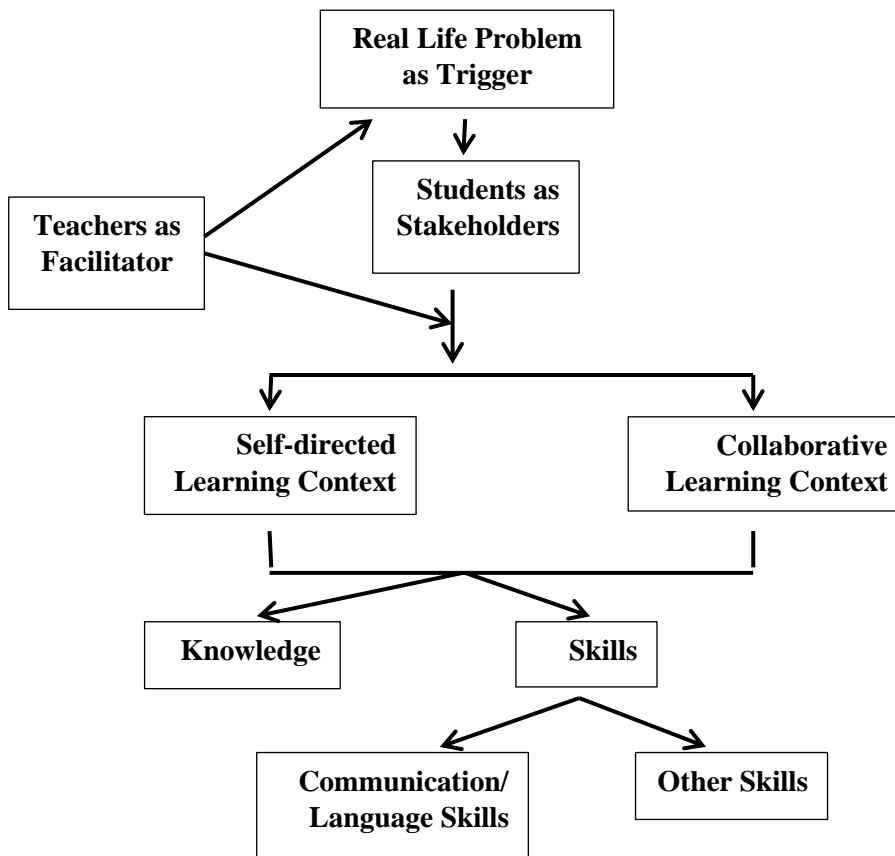 Real Life Problem
as Trigger
Students as
Stakeholders
Teachers as
Facilitator
Self-directed
Learning Context
Collaborative
Learning Context
Knowledge
Skills
Communication/
Language Skills
Other Skills